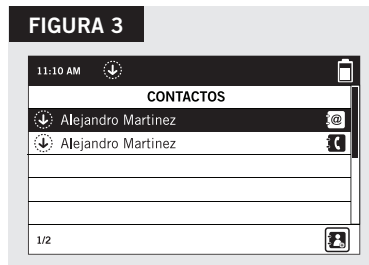 FIGURA 3
11:10 AM
CONTACTOS
Alejandro Martinez @
Alejandro Martinez
1/2